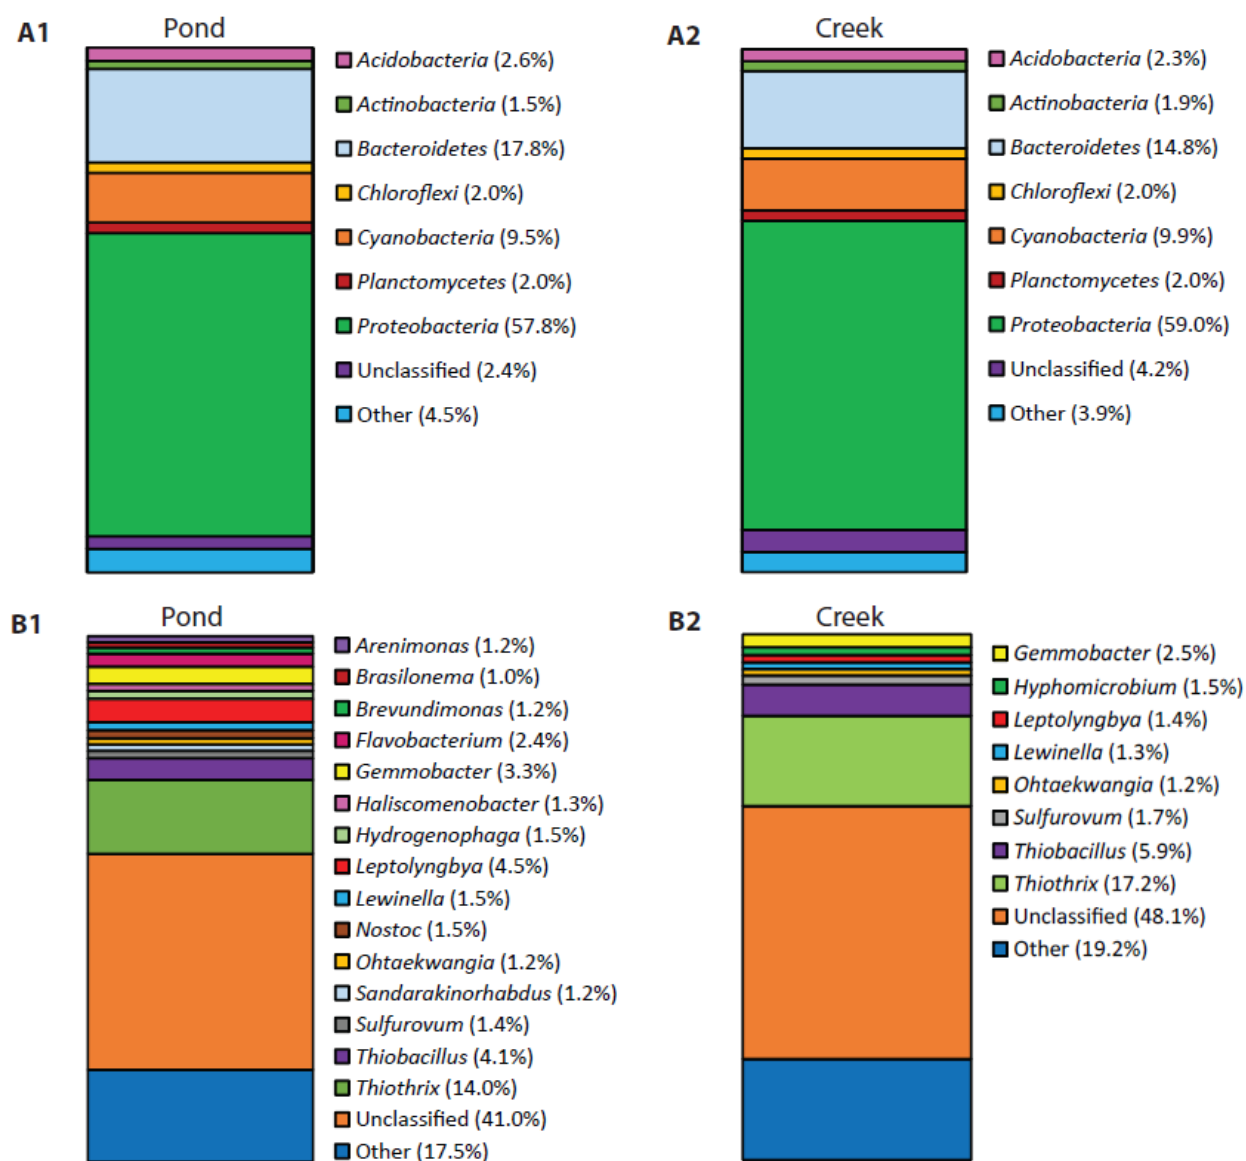 A1
Pond
Acidobacteria (2.6%)
Actinobacteria (1.5%)
Bacteroidetes (17.8%)
Chloroflexi (2.0%)
Cyanobacteria (9.5%)
Planctomycetes (2.0%)
Proteobacteria (57.8%)
Unclassified (2.4%)
Other (4.5%)
A2
Creek
Acidobacteria (2.3%)
Actinobacteria (1.9%)
Bacteroidetes (14.8%)
Chloroflexi (2.0%)
Cyanobacteria (9.9%)
Planctomycetes (2.0%)
Proteobacteria (59.0%)
Unclassified (4.2%)
Other (3.9%)
B1
Pond
Arenimonas (1.2%)
Brasilonema (1.0%)
Brevundimonas (1.2%)
Flavobacterium (2.4%)
Gemmobacter (3.3%)
Haliscomenobacter (1.3%)
Hydrogenophaga (1.5%)
Leptolyngbya (4.5%)
Lewinella (1.5%)
Nostoc (1.5%)
Ohtaekwangia (1.2%)
Sandarakinorhabdus (1.2%)
Sulfurovum (1.4%)
Thiobacillus (4.1%)
Thiothrix (14.0%)
Unclassified (41.0%)
Other (17.5%)
B2
Creek
Gemmobacter (2.5%)
Hyphomicrobium (1.5%)
Leptolyngbya (1.4%)
Lewinella (1.3%)
Ohtaekwangia (1.2%)
Sulfurovum (1.7%)
Thiobacillus (5.9%)
Thiothrix (17.2%)
Unclassified (48.1%)
Other (19.2%)